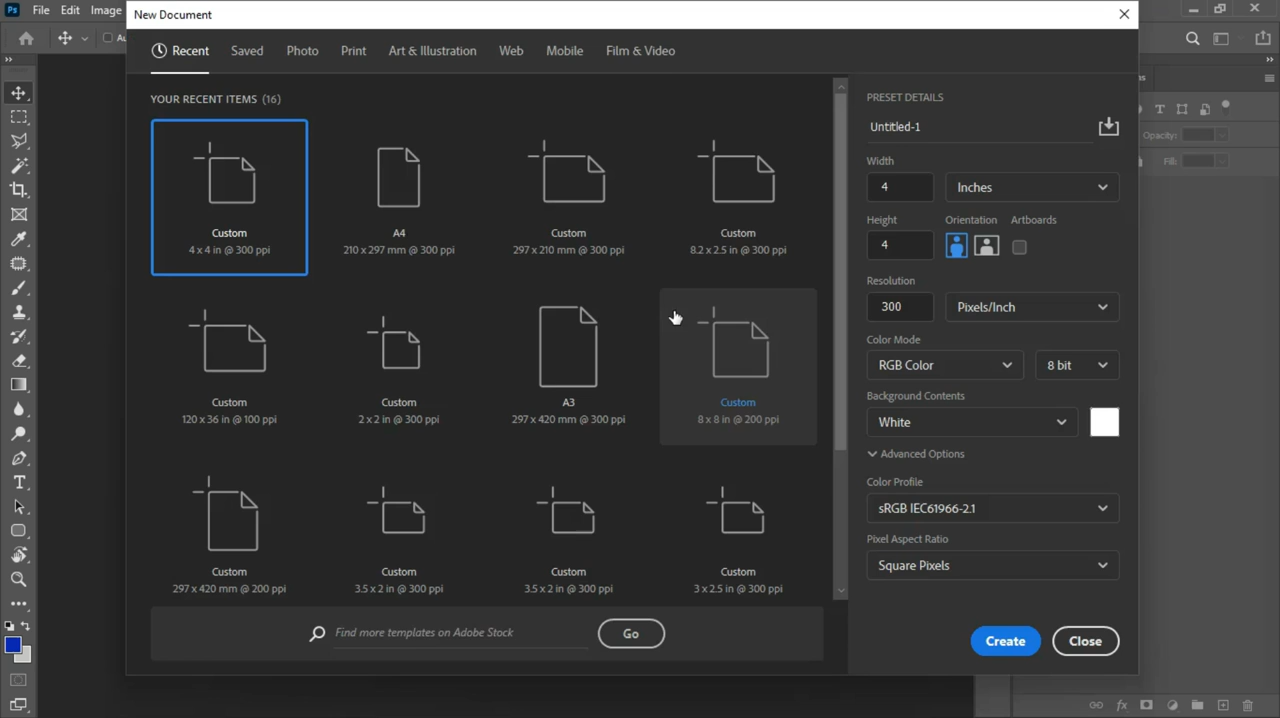 Ps File Edit Image
New Document
Recent Saved Photo Print Art & Illustration Web Mobile Film & Video
YOUR RECENT ITEMS (16)
Custom
4 x 4 in @ 300 ppi
A4
210 x 297 mm @ 300 ppi
Custom
297 x 210 mm @ 300 ppi
Custom
8.2 x 2.5 in @ 300 ppi
Custom
120 x 36 in @ 100 ppi
Custom
2 x 2 in @ 300 ppi
A3
297 x 420 mm @ 300 ppi
Custom
8 x 8 in @ 200 ppi
Custom
297 x 420 mm @ 200 ppi
Custom
3.5 x 2 in @ 300 ppi
Custom
3.5 x 2 in @ 300 ppi
Custom
3 x 2.5 in @ 300 ppi
Find more templates on Adobe Stock
Go
PRESET DETAILS
Untitled-1
Width
4 Inches
Height Orientation Artboards
4
Resolution
300 Pixels/Inch
Color Mode
RGB Color 8 bit
Background Contents
White
Advanced Options
Color Profile
sRGB IEC61966-2.1
Pixel Aspect Ratio
Square Pixels
Create Close
Opacity:
Fill:
fx